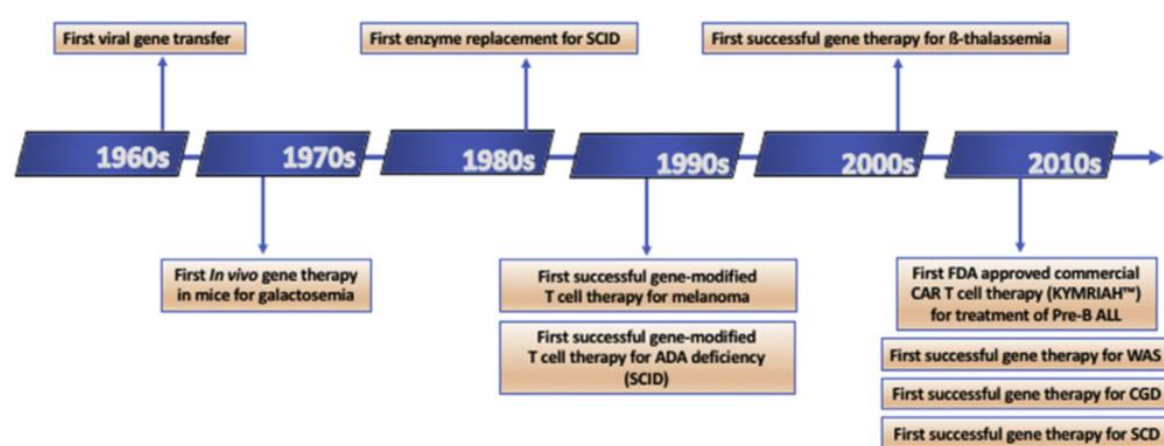 First viral gene transfer
First enzyme replacement for SCID
First successful gene therapy for ß-thalassemia
1960s
1970s
1980s
1990s
2000s
2010s
First In vivo gene therapy
in mice for galactosemia
First successful gene-modified
T cell therapy for melanoma
First successful gene-modified
T cell therapy for ADA deficiency
(SCID)
First FDA approved commercial
CAR T cell therapy (KYMRIAH™)
for treatment of Pre-B ALL
First successful gene therapy for WAS
First successful gene therapy for CGD
First successful gene therapy for SCD